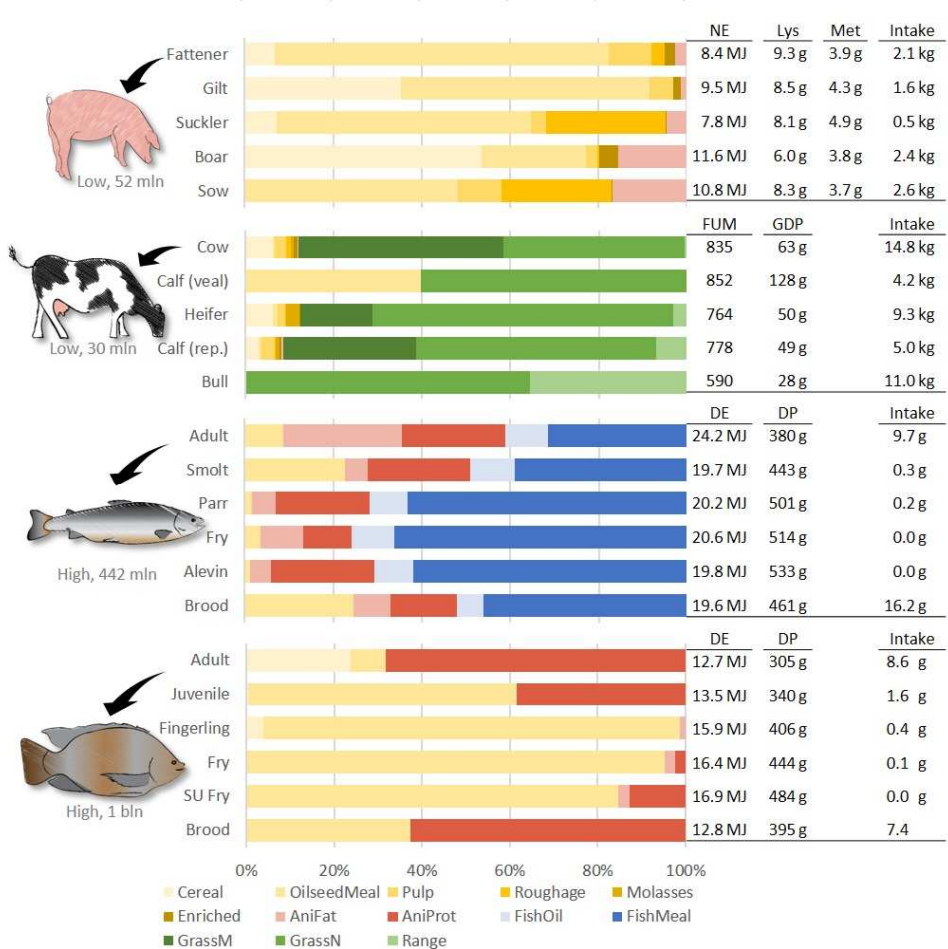 NE Lys Met Intake
Fattener 8.4 MJ 9.3 g 3.9 g 2.1 kg
Gilt 9.5 MJ 8.5 g 4.3 g 1.6 kg
Suckler 7.8 MJ 8.1 g 4.9 g 0.5 kg
Boar 11.6 MJ 6.0 g 3.8 g 2.4 kg
Low, 52 mln
Sow 10.8 MJ 8.3 g 3.7 g 2.6 kg
FUM GDP Intake
Cow 835 63 g 14.8 kg
Calf (veal) 852 128 g 4.2 kg
Heifer 764 50 g 9.3 kg
Low, 30 mln
Calf (rep.) 778 49 g 5.0 kg
Bull 590 28 g 11.0 kg
DE DP Intake
Adult 24.2 MJ 380 g 9.7 g
Smolt 19.7 MJ 443 g 0.3 g
Parr 20.2 MJ 501 g 0.2 g
Fry 20.6 MJ 514 g 0.0 g
High, 442 mln
Alevin 19.8 MJ 533 g 0.0 g
Brood 19.6 MJ 461 g 16.2 g
DE DP Intake
Adult 12.7 MJ 305 g 8.6 g
Juvenile 13.5 MJ 340 g 1.6 g
Fingerling 15.9 MJ 406 g 0.4 g
Fry 16.4 MJ 444 g 0.1 g
SU Fry 16.9 MJ 484 g 0.0 g
High, 1 bln
Brood 12.8 MJ 395 g 7.4
0% 20% 40% 60% 80% 100%
Cereal OilseedMeal Pulp Roughage Molasses
Enriched AniFat AniProt FishOil FishMeal
GrassM GrassN Range